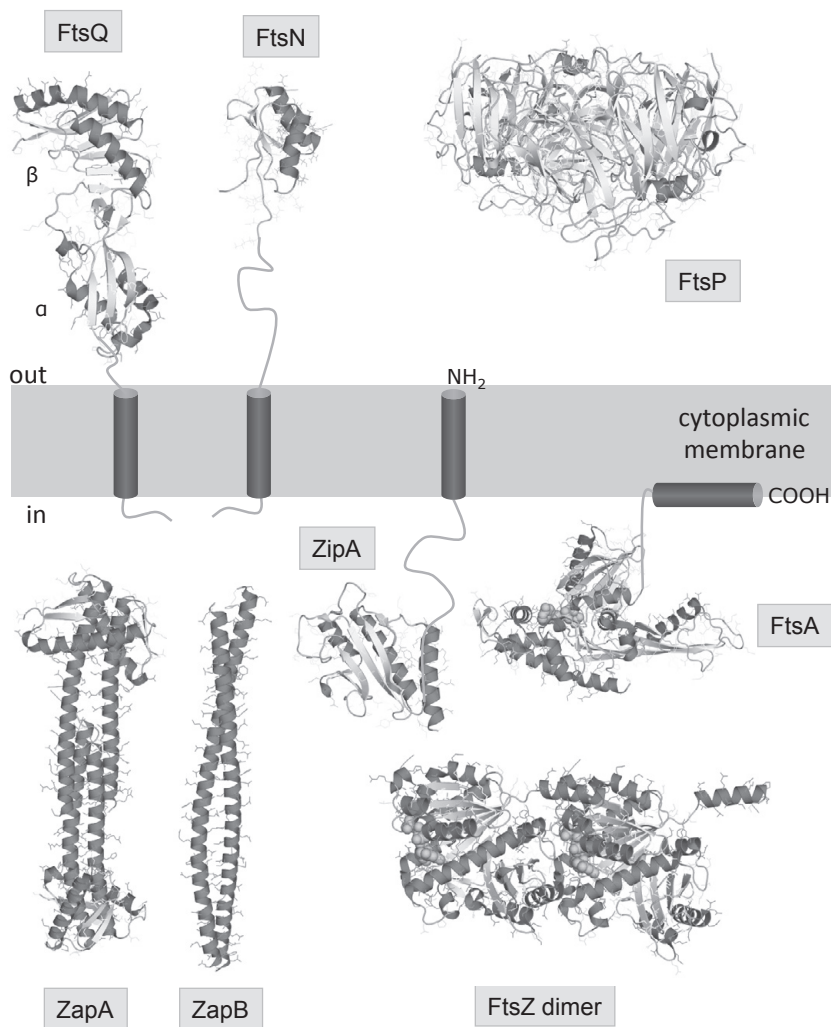 FtsQ
FtsN
β
FtsP
α
out
NH₂
cytoplasmic
membrane
COOH
in
ZipA
FtsA
ZapA
ZapB
FtsZ dimer